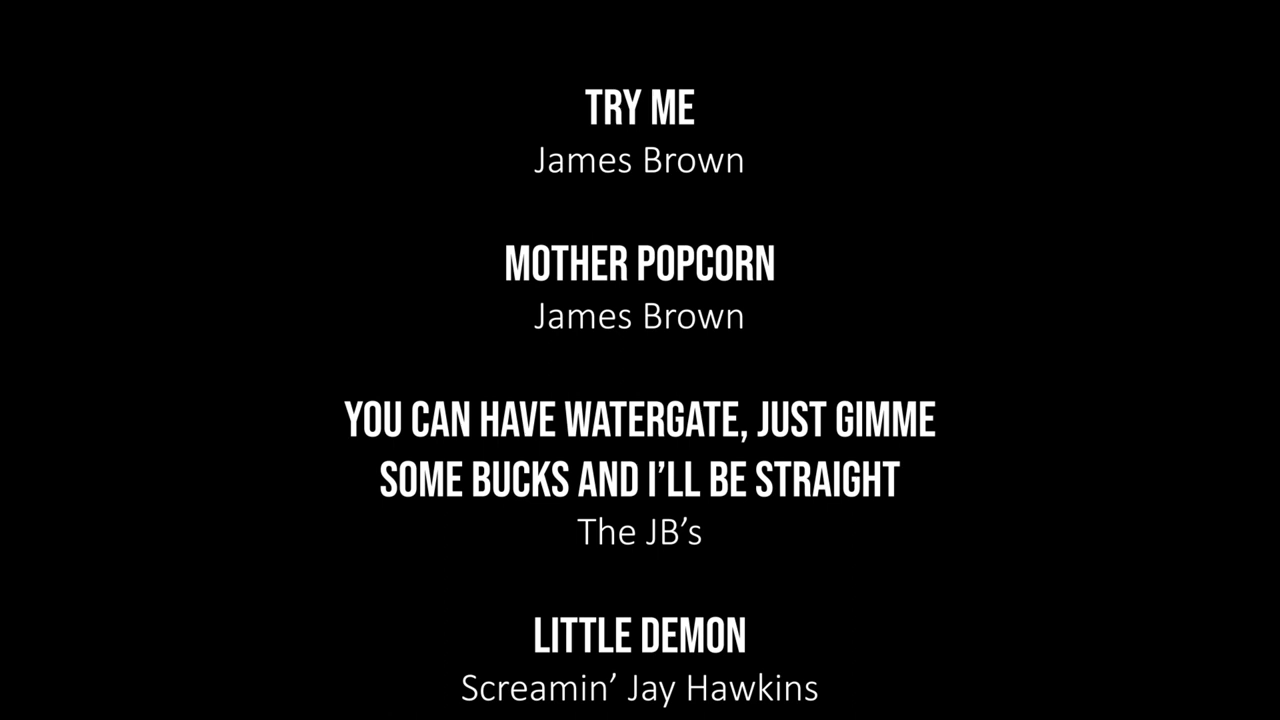 TRY ME
James Brown
MOTHER POPCORN
James Brown
YOU CAN HAVE WATERGATE, JUST GIMME
SOME BUCKS AND I’LL BE STRAIGHT
The JB’s
LITTLE DEMON
Screamin’ Jay Hawkins